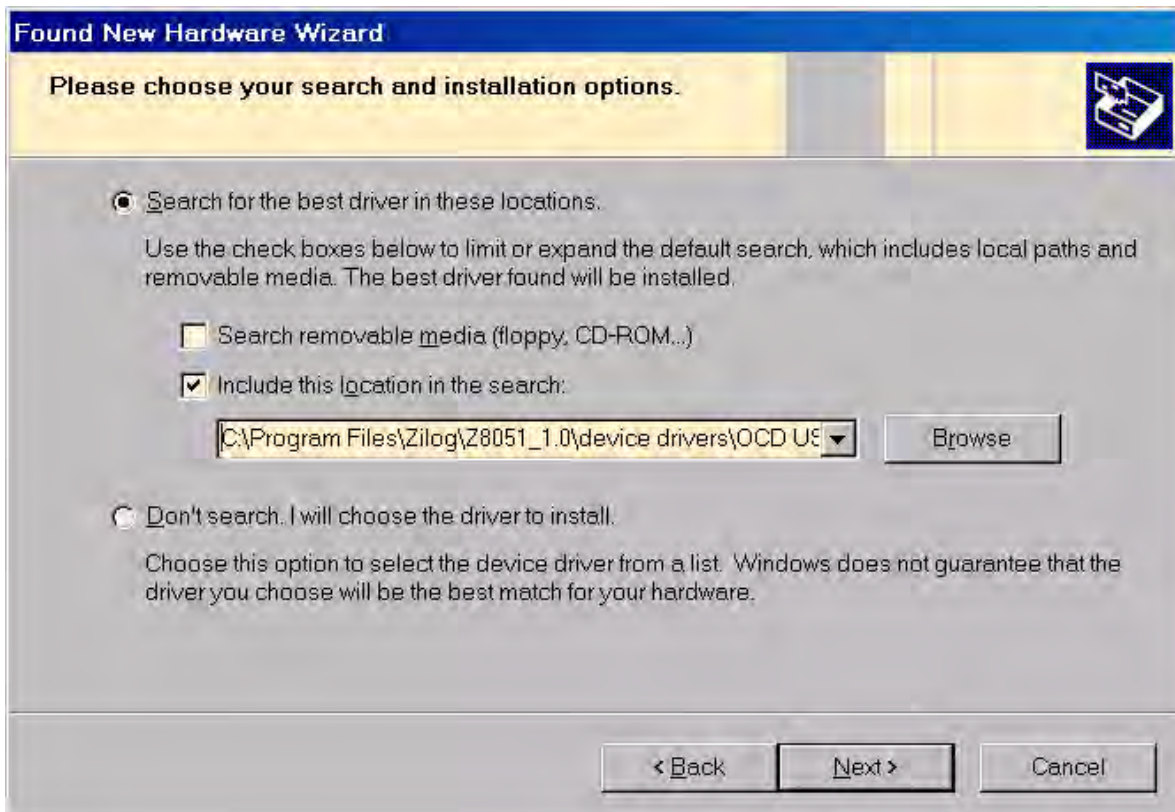 Found New Hardware Wizard
Please choose your search and installation options.
Search for the best driver in these locations.
Use the check boxes below to limit or expand the default search, which includes local paths and
removable media. The best driver found will be installed.
Search removable media (floppy, CD-ROM...)
Include this location in the search:
C:\Program Files\Zilog\Z8051_1.0\device drivers\OCD US
Browse
Don't search. I will choose the driver to install.
Choose this option to select the device driver from a list. Windows does not guarantee that the
driver you choose will be the best match for your hardware.
< Back
Next >
Cancel